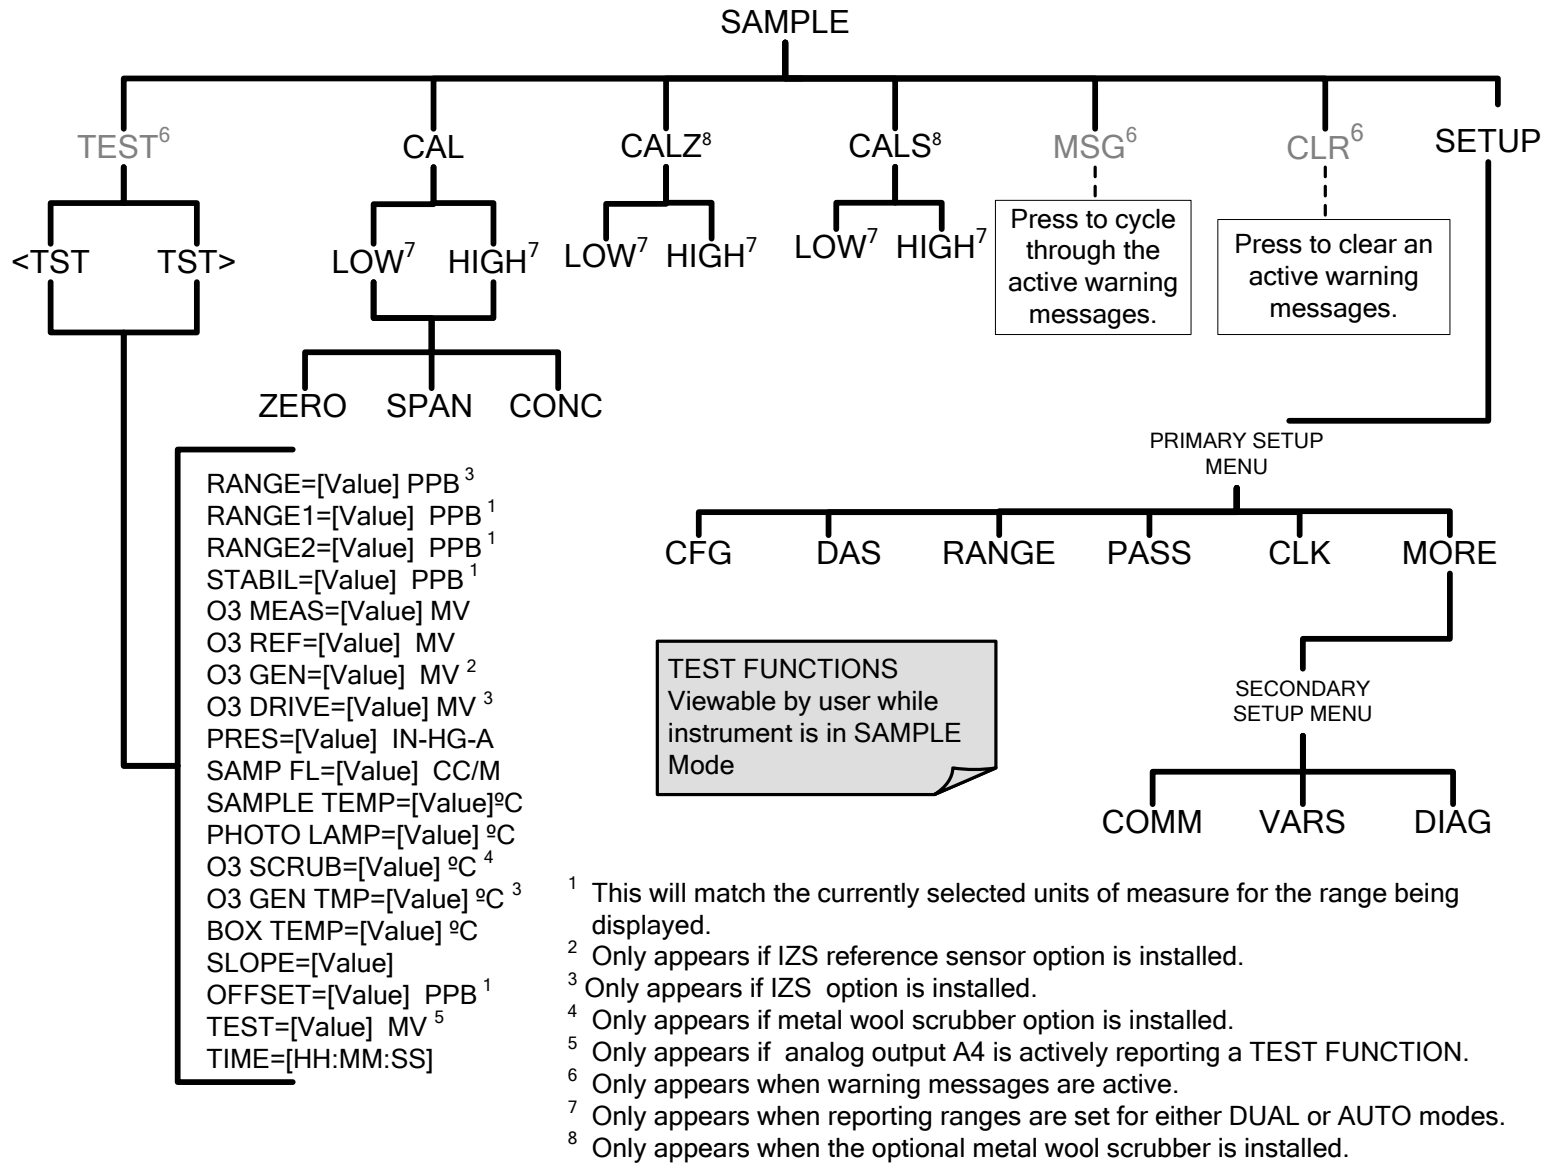 SAMPLE
TEST⁶ CAL CALZ⁸ CALS⁸ MSG⁶ CLR⁶ SETUP
<TST TST> LOW⁷ HIGH⁷ LOW⁷ HIGH⁷ LOW⁷ HIGH⁷
Press to cycle
through the
active warning
messages.
Press to clear an
active warning
messages.
ZERO SPAN CONC
PRIMARY SETUP
MENU
CFG DAS RANGE PASS CLK MORE
RANGE=[Value] PPB ³
RANGE1=[Value] PPB ¹
RANGE2=[Value] PPB ¹
STABIL=[Value] PPB ¹
O3 MEAS=[Value] MV
O3 REF=[Value] MV
O3 GEN=[Value] MV ²
O3 DRIVE=[Value] MV ³
PRES=[Value] IN-HG-A
SAMP FL=[Value] CC/M
SAMPLE TEMP=[Value]ºC
PHOTO LAMP=[Value] ºC
O3 SCRUB=[Value] ºC ⁴
O3 GEN TMP=[Value] ºC ³
BOX TEMP=[Value] ºC
SLOPE=[Value]
OFFSET=[Value] PPB ¹
TEST=[Value] MV ⁵
TIME=[HH:MM:SS]
TEST FUNCTIONS
Viewable by user while
instrument is in SAMPLE
Mode
SECONDARY
SETUP MENU
COMM VARS DIAG
¹ This will match the currently selected units of measure for the range being
displayed.
² Only appears if IZS reference sensor option is installed.
³ Only appears if IZS option is installed.
⁴ Only appears if metal wool scrubber option is installed.
⁵ Only appears if analog output A4 is actively reporting a TEST FUNCTION.
⁶ Only appears when warning messages are active.
⁷ Only appears when reporting ranges are set for either DUAL or AUTO modes.
⁸ Only appears when the optional metal wool scrubber is installed.